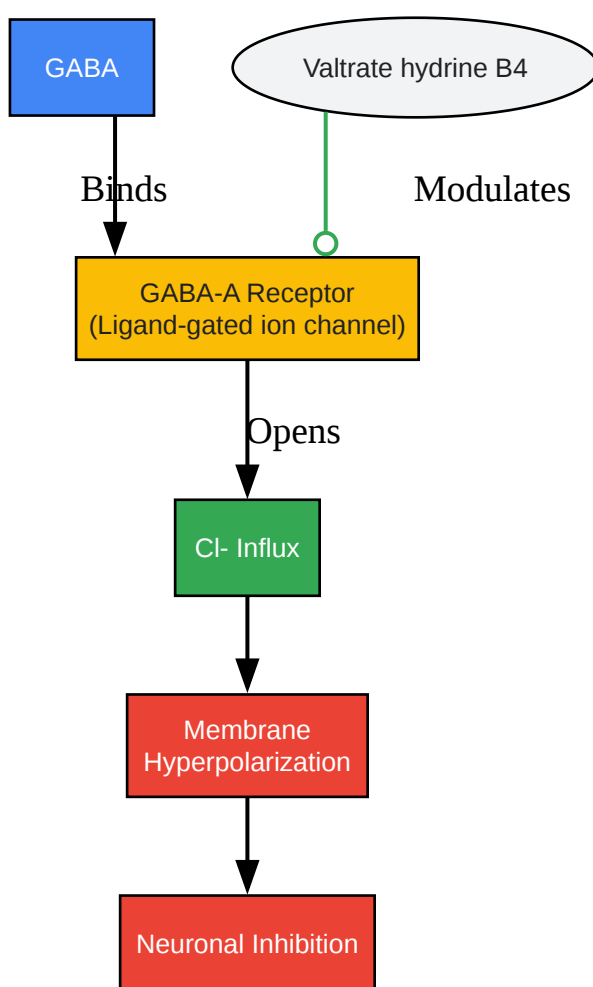 GABA
Valtrate hydrine B4
Binds
Modulates
GABA-A Receptor
(Ligand-gated ion channel)
Opens
Cl- Influx
Membrane
Hyperpolarization
Neuronal Inhibition